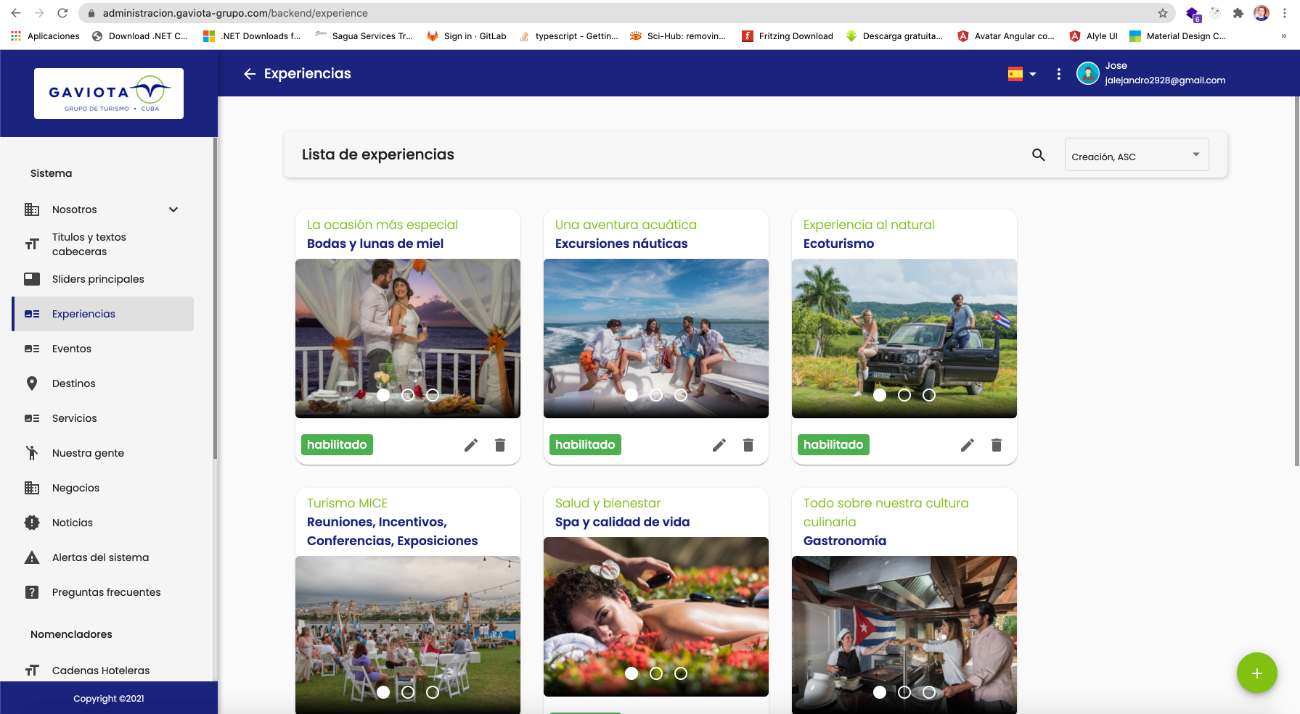 administracion.gaviota-grupo.com/backend/experience
6
Aplicaciones
Download .NET C...
.NET Downloads f...
Sagua Services Tr...
Sign in · GitLab
typescript - Gettin...
Sci-Hub: removin...
Fritzing Download
Descarga gratuita...
Avatar Angular co...
Alyle UI
Material Design C...
»
GAVIOTA
GRUPO DE TURISMO • CUBA
Experiencias
Jose
jalejandro2928@gmail.com
Sistema
Nosotros
Titulos y textos
cabeceras
Sliders principales
Experiencias
Eventos
Destinos
Servicios
Nuestra gente
Negocios
Noticias
Alertas del sistema
Preguntas frecuentes
Nomencladores
Cadenas Hoteleras
Copyright ©2021
Lista de experiencias
Creación, ASC
La ocasión más especial
Bodas y lunas de miel
habilitado
Una aventura acuática
Excursiones náuticas
habilitado
Experiencia al natural
Ecoturismo
habilitado
Turismo MICE
Reuniones, Incentivos,
Conferencias, Exposiciones
Salud y bienestar
Spa y calidad de vida
Todo sobre nuestra cultura
culinaria
Gastronomía
+